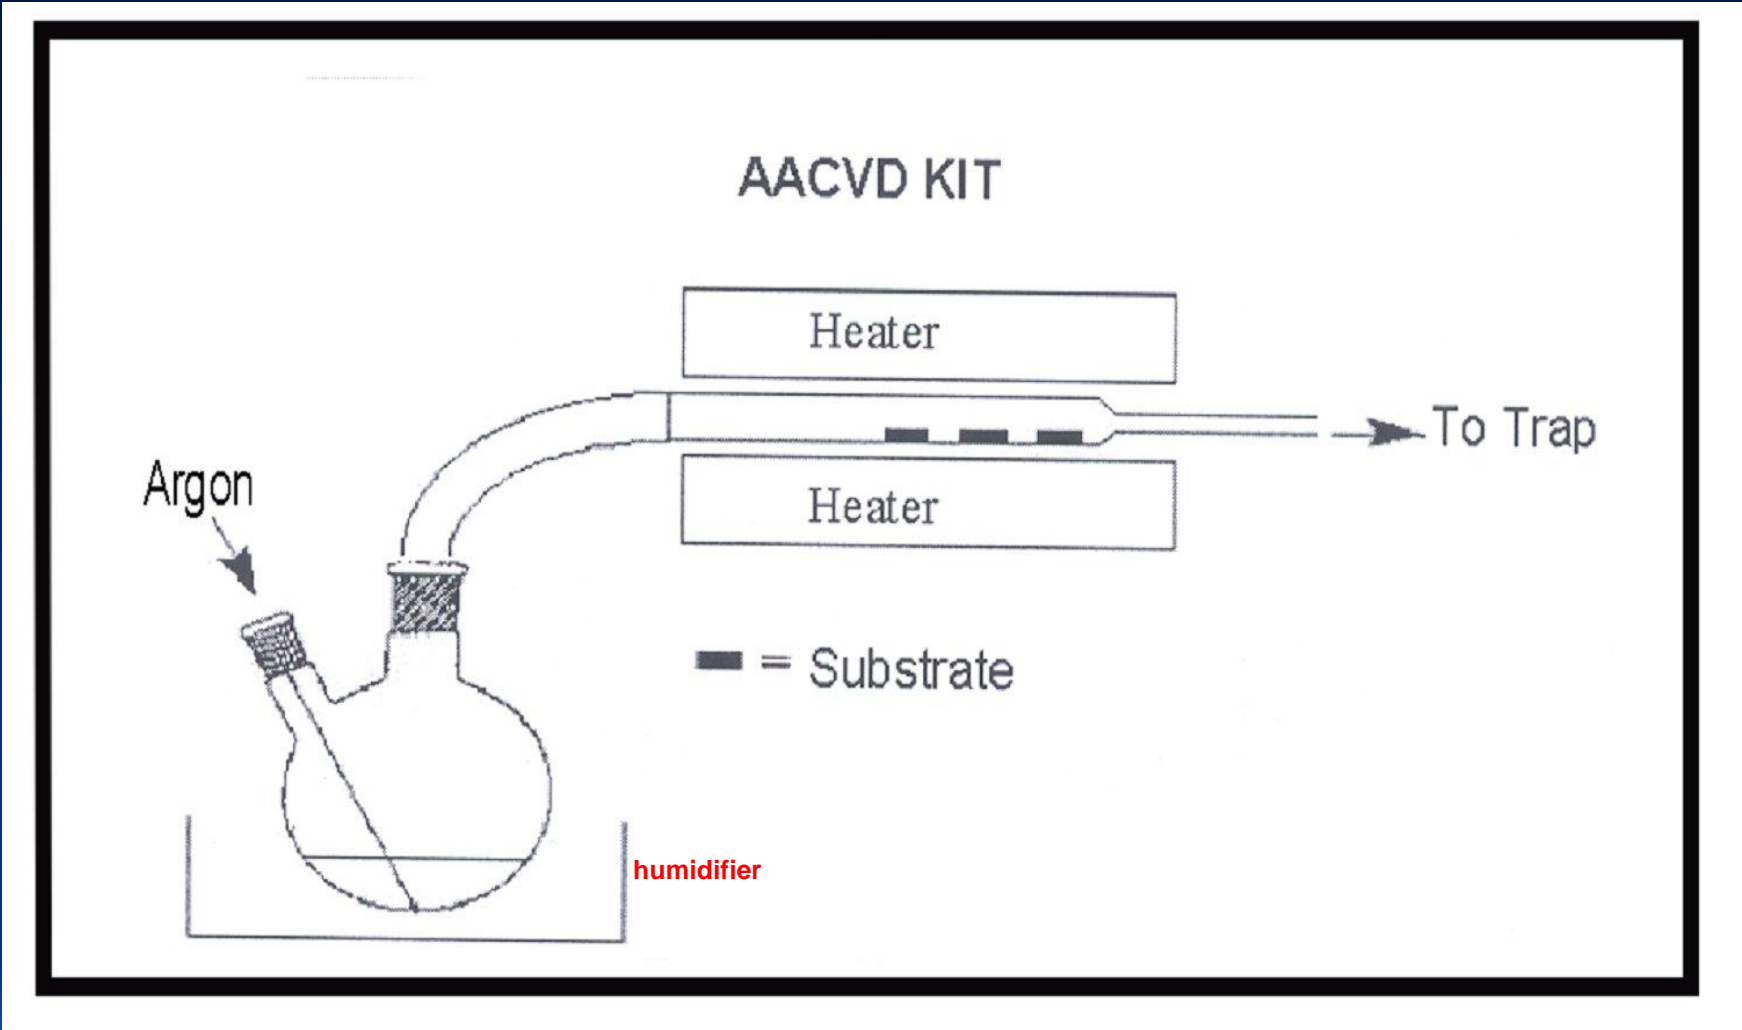 AACVD KIT
Heater
To Trap
Argon
Heater
= Substrate
humidifier